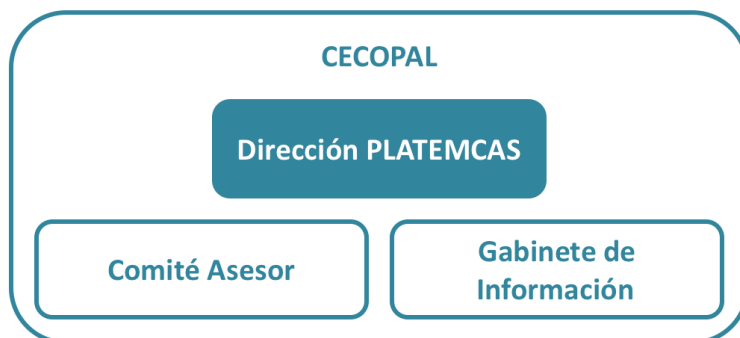 CECOPAL
Dirección PLATEMCAS
Comité Asesor
Gabinete de
Información